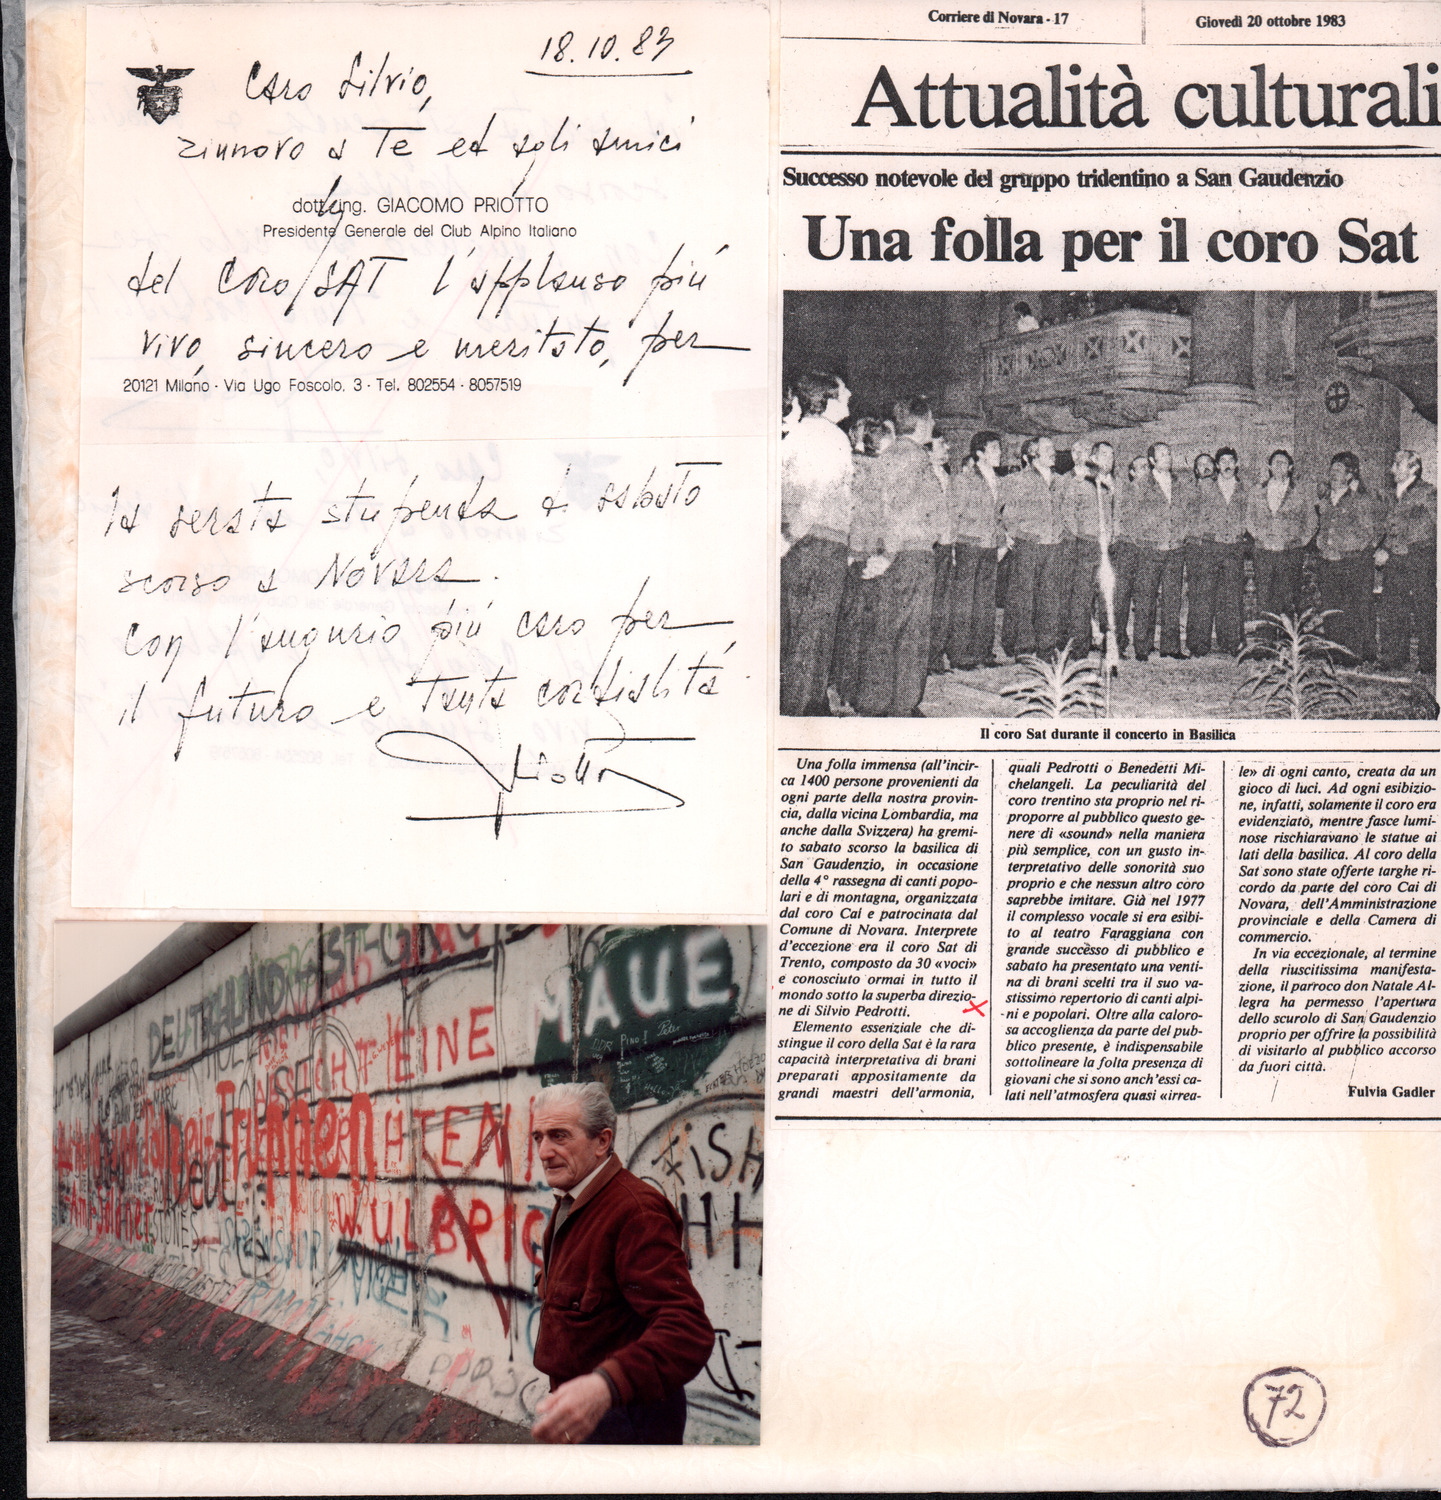 18.10.83
Caro Silvio,
rinnovo a Te ed agli amici
dott. ing. GIACOMO PRIOTTO
Presidente Generale del Club Alpino Italiano
del Coro SAT l'applauso più
vivo, sincero e meritato, per
20121 Milano - Via Ugo Foscolo, 3 - Tel. 802554 - 8057519
la serata stupenda di sabato
scorso a Novara.
Con l'augurio più caro per
il futuro e tanta cordialità
Priotto
Corriere di Novara - 17
Giovedì 20 ottobre 1983
Attualità culturali
Successo notevole del gruppo tridentino a San Gaudenzio
Una folla per il coro Sat
Il coro Sat durante il concerto in Basilica
Una folla immensa (all'incir-
ca 1400 persone provenienti da
ogni parte della nostra provin-
cia, dalla vicina Lombardia, ma
anche dalla Svizzera) ha gremi-
to sabato scorso la basilica di
San Gaudenzio, in occasione
della 4° rassegna di canti popo-
lari e di montagna, organizzata
dal coro Cai e patrocinata dal
Comune di Novara. Interprete
d'eccezione era il coro Sat di
Trento, composto da 30 «voci»
e conosciuto ormai in tutto il
mondo sotto la superba direzio-
ne di Silvio Pedrotti.
Elemento essenziale che di-
stingue il coro della Sat è la rara
capacità interpretativa di brani
preparati appositamente da
grandi maestri dell'armonia,
quali Pedrotti o Benedetti Mi-
chelangeli. La peculiarità del
coro trentino sta proprio nel ri-
proporre al pubblico questo ge-
nere di «sound» nella maniera
più semplice, con un gusto in-
terpretativo delle sonorità suo
proprio e che nessun altro coro
saprebbe imitare. Già nel 1977
il complesso vocale si era esibi-
to al teatro Faraggiana con
grande successo di pubblico e
sabato ha presentato una venti-
na di brani scelti tra il suo va-
stissimo repertorio di canti alpi-
ni e popolari. Oltre alla caloro-
sa accoglienza da parte del pub-
blico presente, è indispensabile
sottolineare la folta presenza di
giovani che si sono anch'essi ca-
lati nell'atmosfera quasi «irrea-
le» di ogni canto, creata da un
gioco di luci. Ad ogni esibizio-
ne, infatti, solamente il coro era
evidenziato, mentre fasce lumi-
nose rischiaravano le statue ai
lati della basilica. Al coro della
Sat sono state offerte targhe ri-
cordo da parte del coro Cai di
Novara, dell'Amministrazione
provinciale e della Camera di
commercio.
In via eccezionale, al termine
della riuscitissima manifesta-
zione, il parroco don Natale Al-
legra ha permesso l'apertura
dello scurolo di San Gaudenzio
proprio per offrire la possibilità
di visitarlo al pubblico accorso
da fuori città.
Fulvia Gadler
MAUE
EINE
72